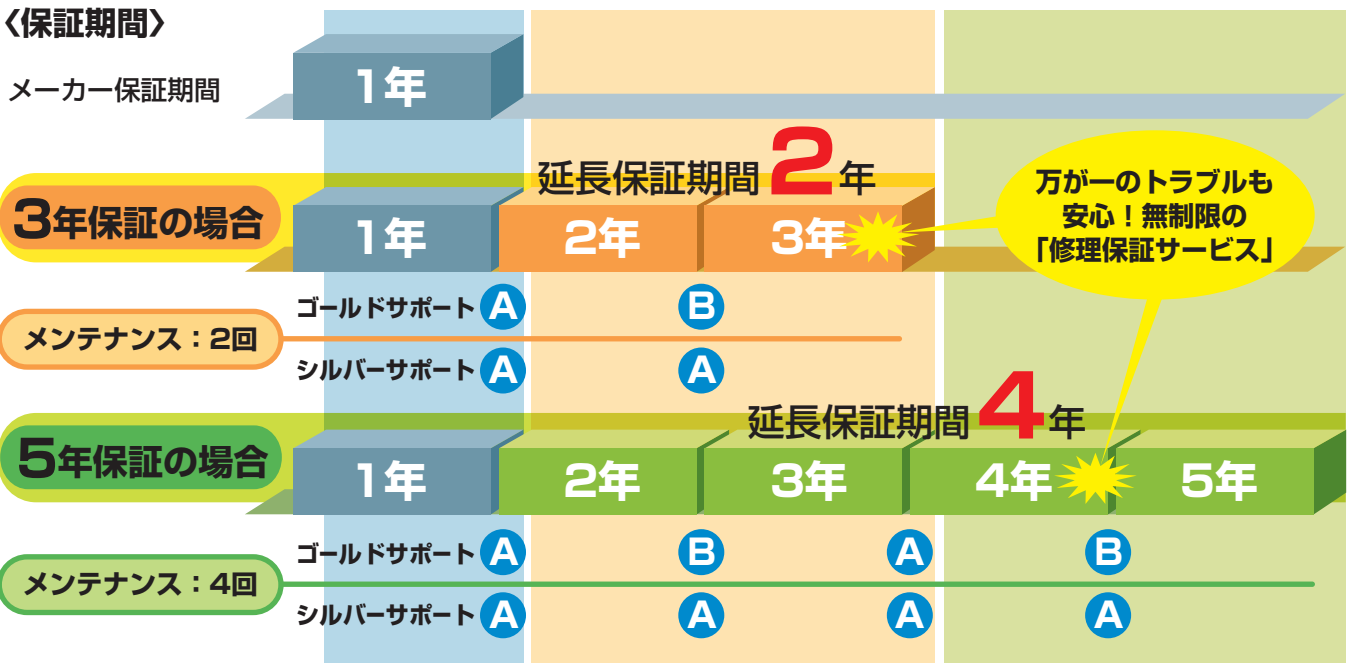 〈保証期間〉
メーカー保証期間
1年
延長保証期間2年
3年保証の場合
1年
2年
3年
万が一のトラブルも
安心！無制限の
「修理保証サービス」
メンテナンス：2回
ゴールドサポート A B
シルバーサポート A A
延長保証期間4年
5年保証の場合
1年
2年
3年
4年
5年
メンテナンス：4回
ゴールドサポート A B A B
シルバーサポート A A A A